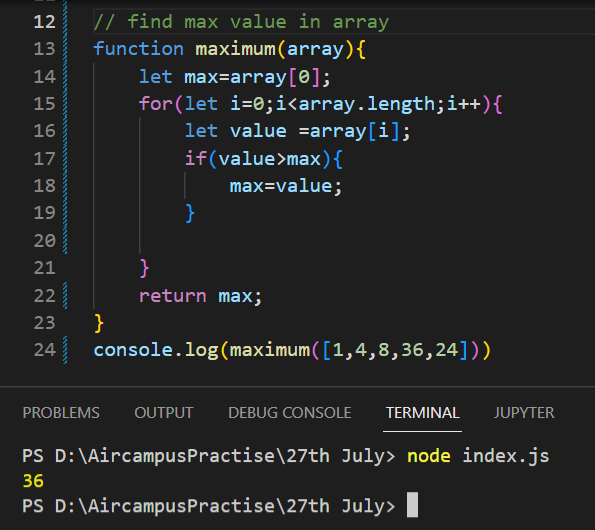 12 // find max value in array
13 function maximum(array){
14 let max=array[0];
15 for(let i=0;i<array.length;i++){
16 let value =array[i];
17 if(value>max){
18 max=value;
19 }
20
21 }
22 return max;
23 }
24 console.log(maximum([1,4,8,36,24]))
PROBLEMS OUTPUT DEBUG CONSOLE TERMINAL JUPYTER
PS D:\AircampusPractise\27th July> node index.js
36
PS D:\AircampusPractise\27th July>